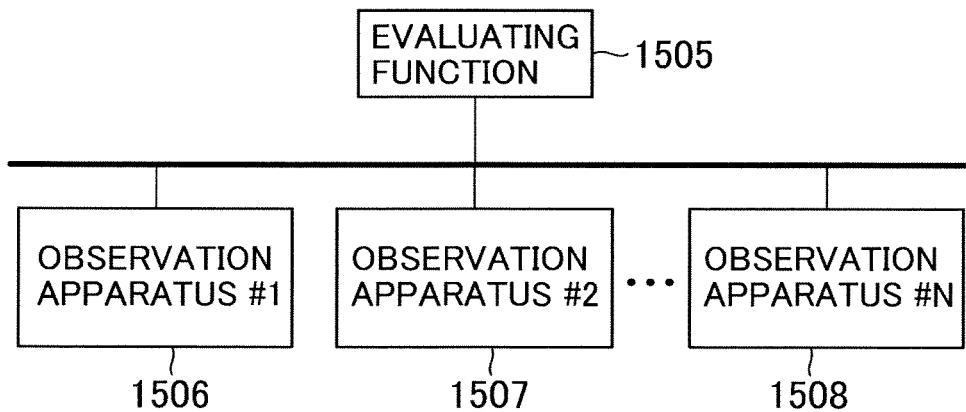 EVALUATING
FUNCTION
1505
OBSERVATION
APPARATUS #1
OBSERVATION
APPARATUS #2
...
OBSERVATION
APPARATUS #N
1506
1507
1508